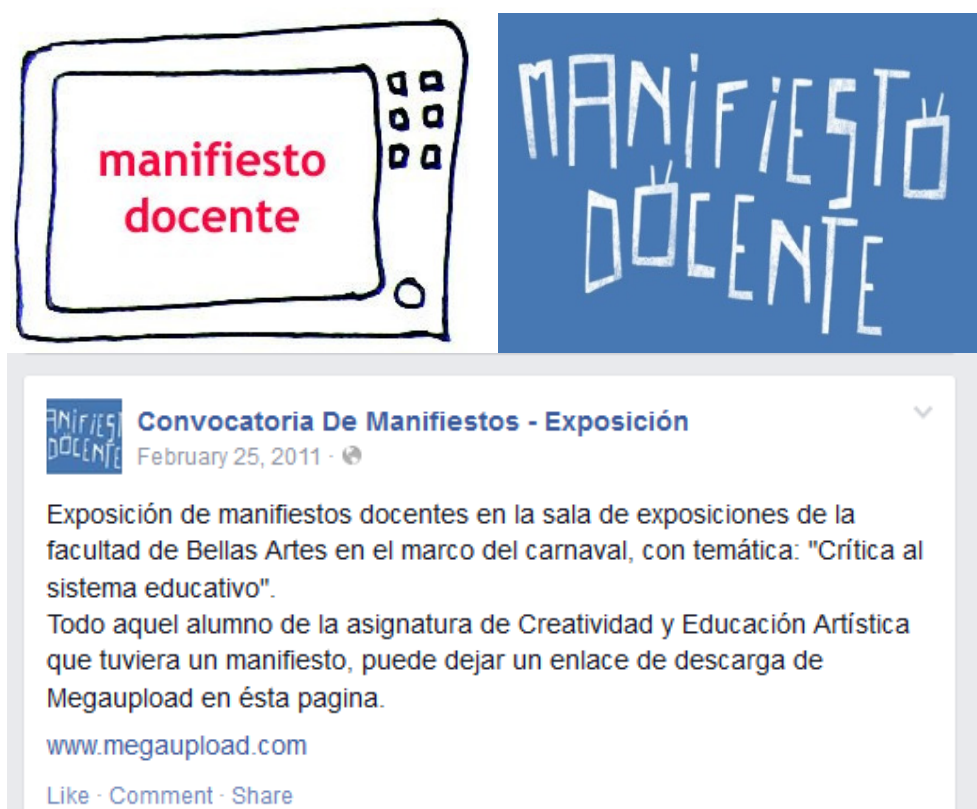 manifiesto
docente
MANIFIESTO
DOCENTE
ANIFIEST
DOCENTE
Convocatoria De Manifiestos - Exposición
February 25, 2011 ·
Exposición de manifiestos docentes en la sala de exposiciones de la
facultad de Bellas Artes en el marco del carnaval, con temática: "Crítica al
sistema educativo".
Todo aquel alumno de la asignatura de Creatividad y Educación Artística
que tuviera un manifiesto, puede dejar un enlace de descarga de
Megaupload en ésta pagina.
www.megaupload.com
Like · Comment · Share